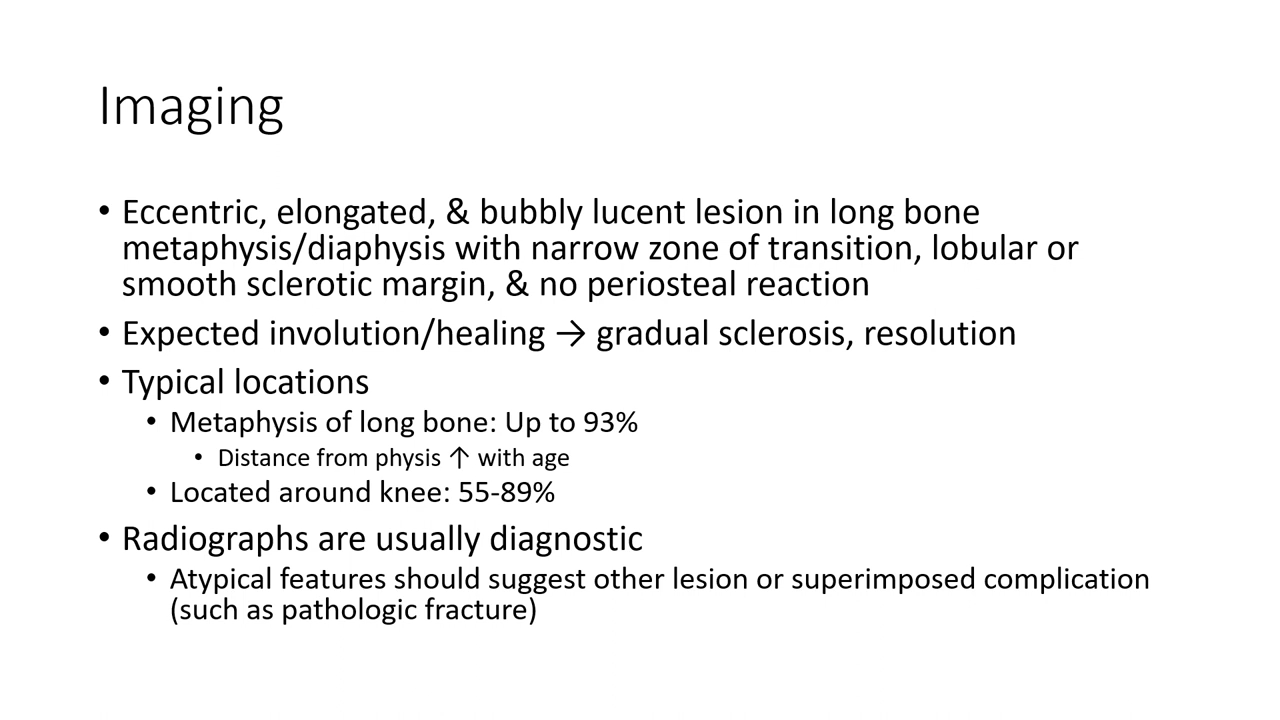 Imaging
• Eccentric, elongated, & bubbly lucent lesion in long bone
metaphysis/diaphysis with narrow zone of transition, lobular or
smooth sclerotic margin, & no periosteal reaction
• Expected involution/healing → gradual sclerosis, resolution
• Typical locations
• Metaphysis of long bone: Up to 93%
• Distance from physis ↑ with age
• Located around knee: 55-89%
• Radiographs are usually diagnostic
• Atypical features should suggest other lesion or superimposed complication
(such as pathologic fracture)